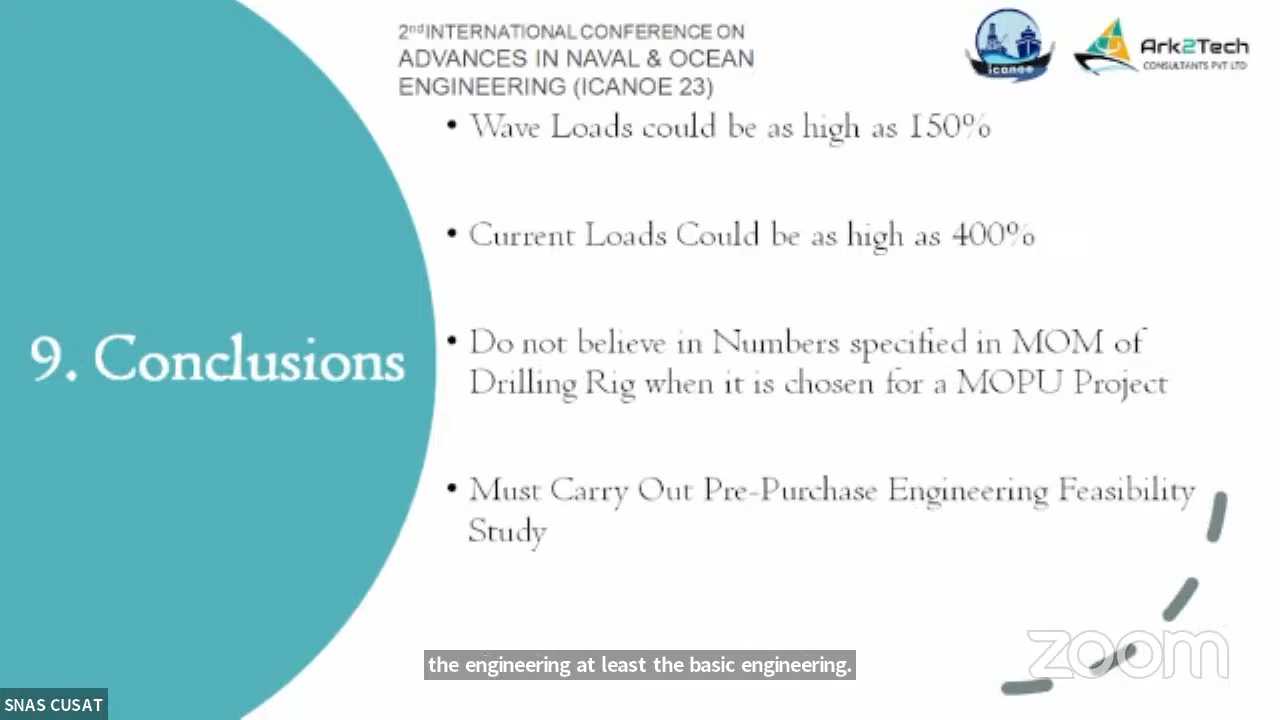 2nd INTERNATIONAL CONFERENCE ON
ADVANCES IN NAVAL & OCEAN
ENGINEERING (ICANOE 23)
icanoe
Ark2Tech
CONSULTANTS PVT LTD
• Wave Loads could be as high as 150%
• Current Loads Could be as high as 400%
9. Conclusions
• Do not believe in Numbers specified in MOM of
Drilling Rig when it is chosen for a MOPU Project
• Must Carry Out Pre-Purchase Engineering Feasibility
Study
zoom
the engineering at least the basic engineering.
SNAS CUSAT